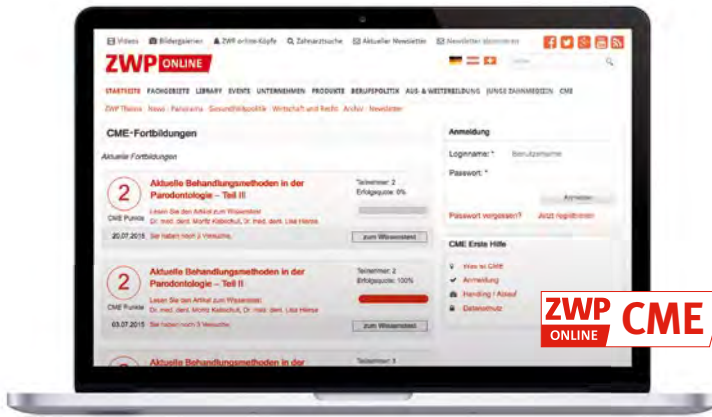 Videos Bildergalerien ZWP online-Köpfe Zahnarztsuche Aktueller Newsletter Newsletter abonnieren
ZWP ONLINE
STARTSEITE FACHGEBIETE LIBRARY EVENTS UNTERNEHMEN PRODUKTE BERUFSPOLITIK AUS- & WEITERBILDUNG JUNGE ZAHNMEDIZIN CME
ZWP Thema News Panorama Gesundheitspolitik Wirtschaft und Recht Archiv Newsletter
CME-Fortbildungen
Aktuelle Fortbildungen
2
CME Punkte
Aktuelle Behandlungsmethoden in der
Parodontologie – Teil III
Lesen Sie den Artikel zum Wissenstest
Dr. med. dent. Moritz Kebschull, Dr. med. dent. Lisa Hierse
Teilnehmer: 2
Erfolgsquote: 0%
20.07.2015 Sie haben noch 3 Versuche.
zum Wissenstest
2
CME Punkte
Aktuelle Behandlungsmethoden in der
Parodontologie – Teil II
Lesen Sie den Artikel zum Wissenstest
Dr. med. dent. Moritz Kebschull, Dr. med. dent. Lisa Hierse
Teilnehmer: 2
Erfolgsquote: 100%
03.07.2015 Sie haben noch 3 Versuche.
zum Wissenstest
Aktuelle Behandlungsmethoden in der
Teilnehmer: 3
Anmeldung
Loginname: * Benutzername
Passwort: *
Anmelden
Passwort vergessen? Jetzt registrieren
CME Erste Hilfe
Was ist CME
Anmeldung
Handling / Ablauf
Datenschutz
ZWP ONLINE CME